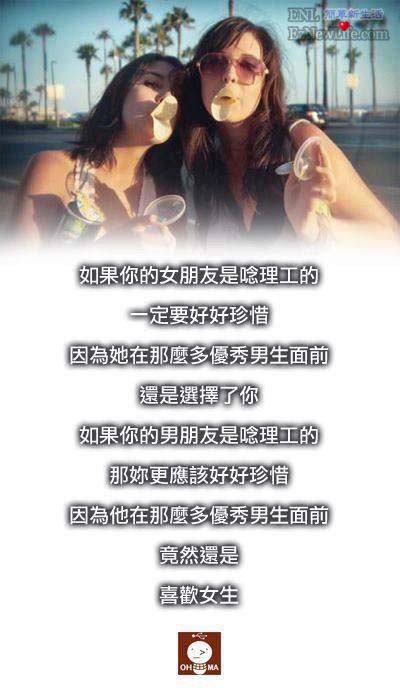 ENL 簡單新生活
EzNewLife.com
如果你的女朋友是唸理工的
一定要好好珍惜
因為她在那麼多優秀男生面前
還是選擇了你
如果你的男朋友是唸理工的
那妳更應該好好珍惜
因為他在那麼多優秀男生面前
竟然還是
喜歡女生
OH MA